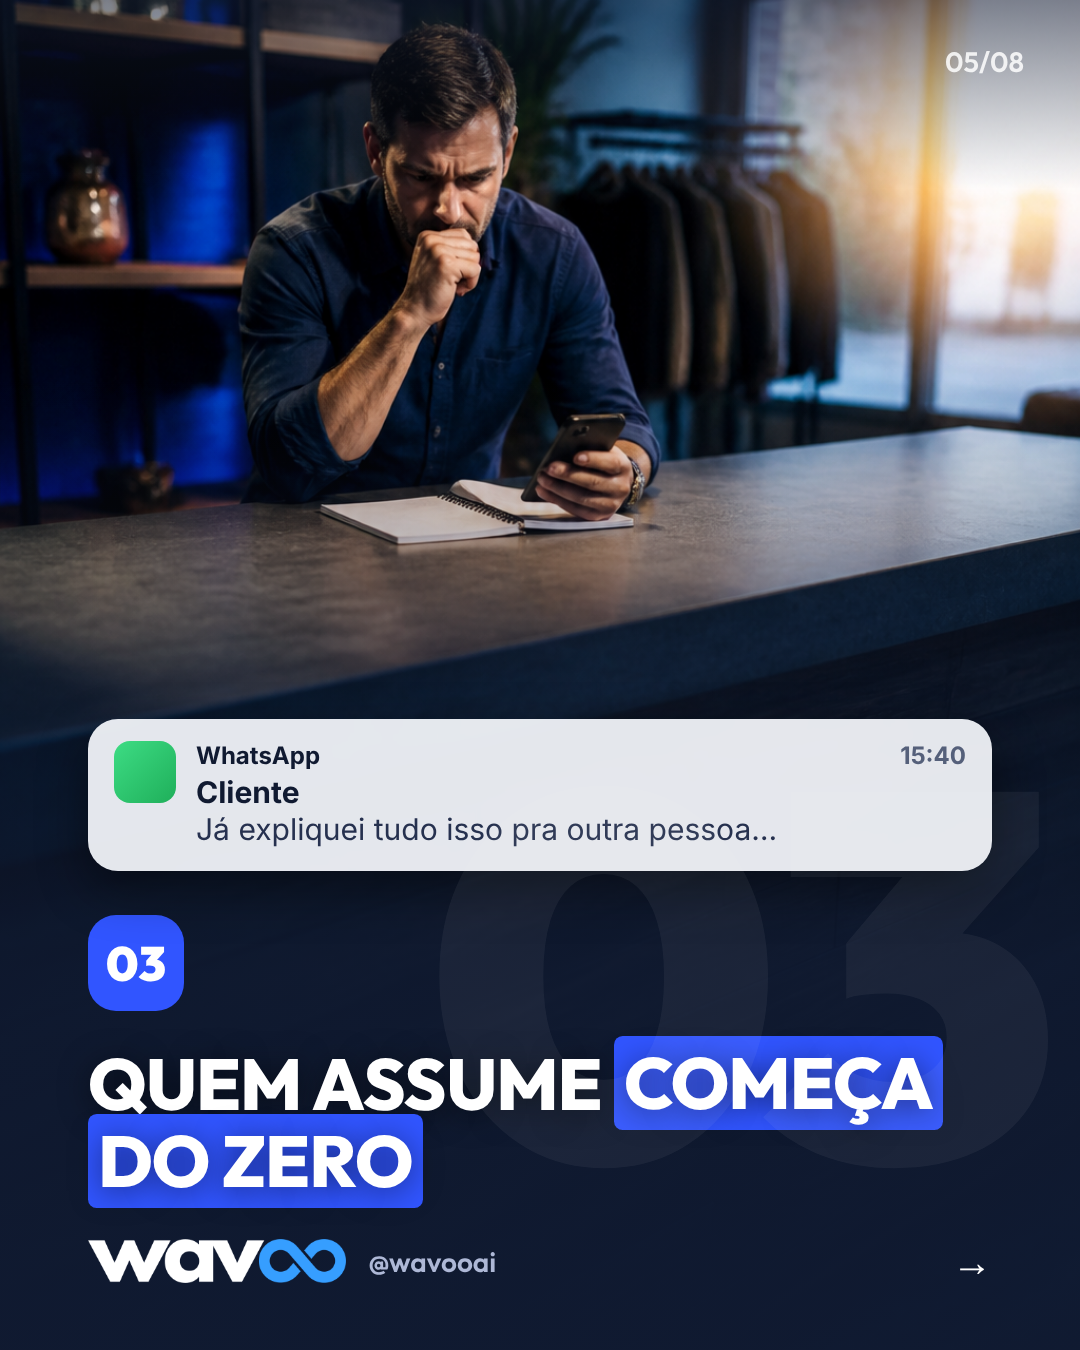 05/08
WhatsApp 15:40
Cliente
Já expliquei tudo isso pra outra pessoa...
03
03
QUEM ASSUME COMEÇA
DO ZERO
wavoo @wavooai →